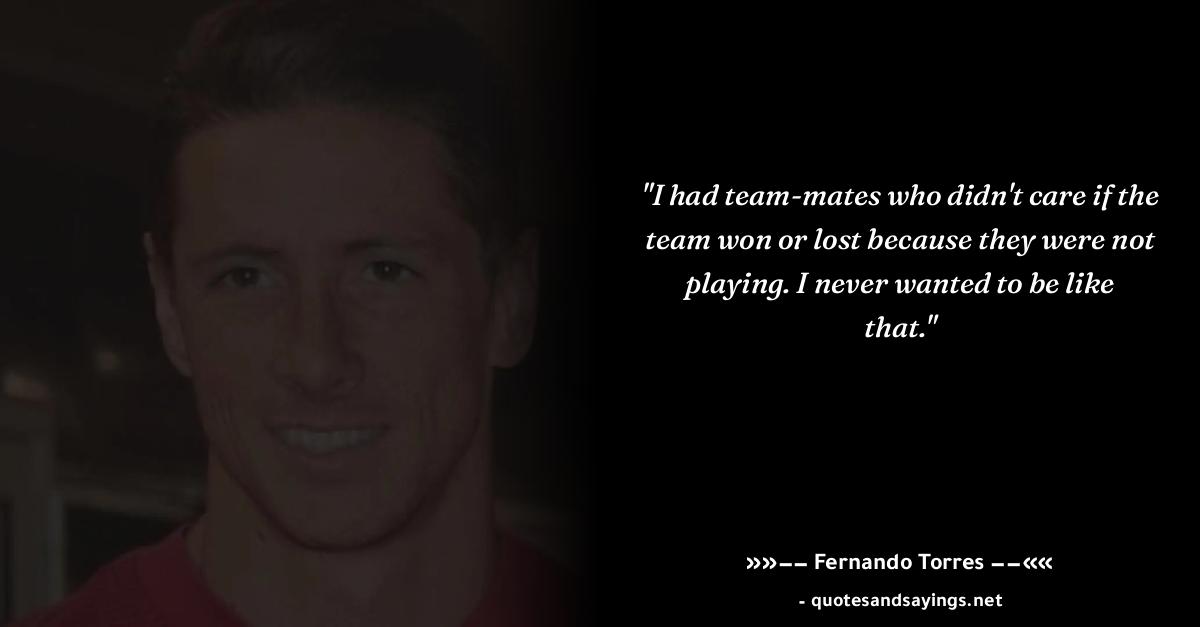 "I had team-mates who didn't care if the
team won or lost because they were not
playing. I never wanted to be like
that."
»»−− Fernando Torres −−««
- quotesandsayings.net